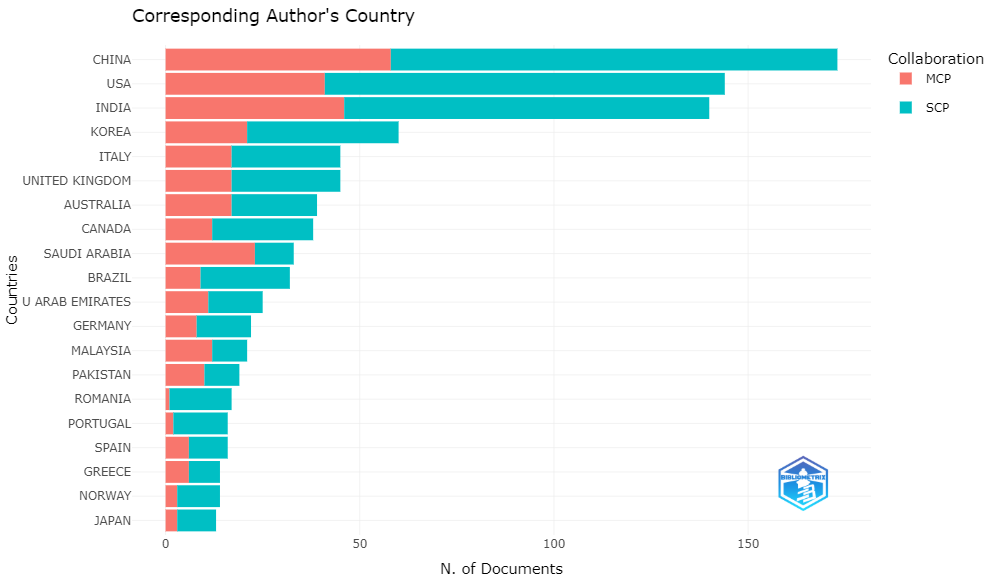 Corresponding Author's Country
Collaboration
MCP
SCP
Countries
CHINA
USA
INDIA
KOREA
ITALY
UNITED KINGDOM
AUSTRALIA
CANADA
SAUDI ARABIA
BRAZIL
U ARAB EMIRATES
GERMANY
MALAYSIA
PAKISTAN
ROMANIA
PORTUGAL
SPAIN
GREECE
NORWAY
JAPAN
BIBLIOMETRIX
0 50 100 150
N. of Documents